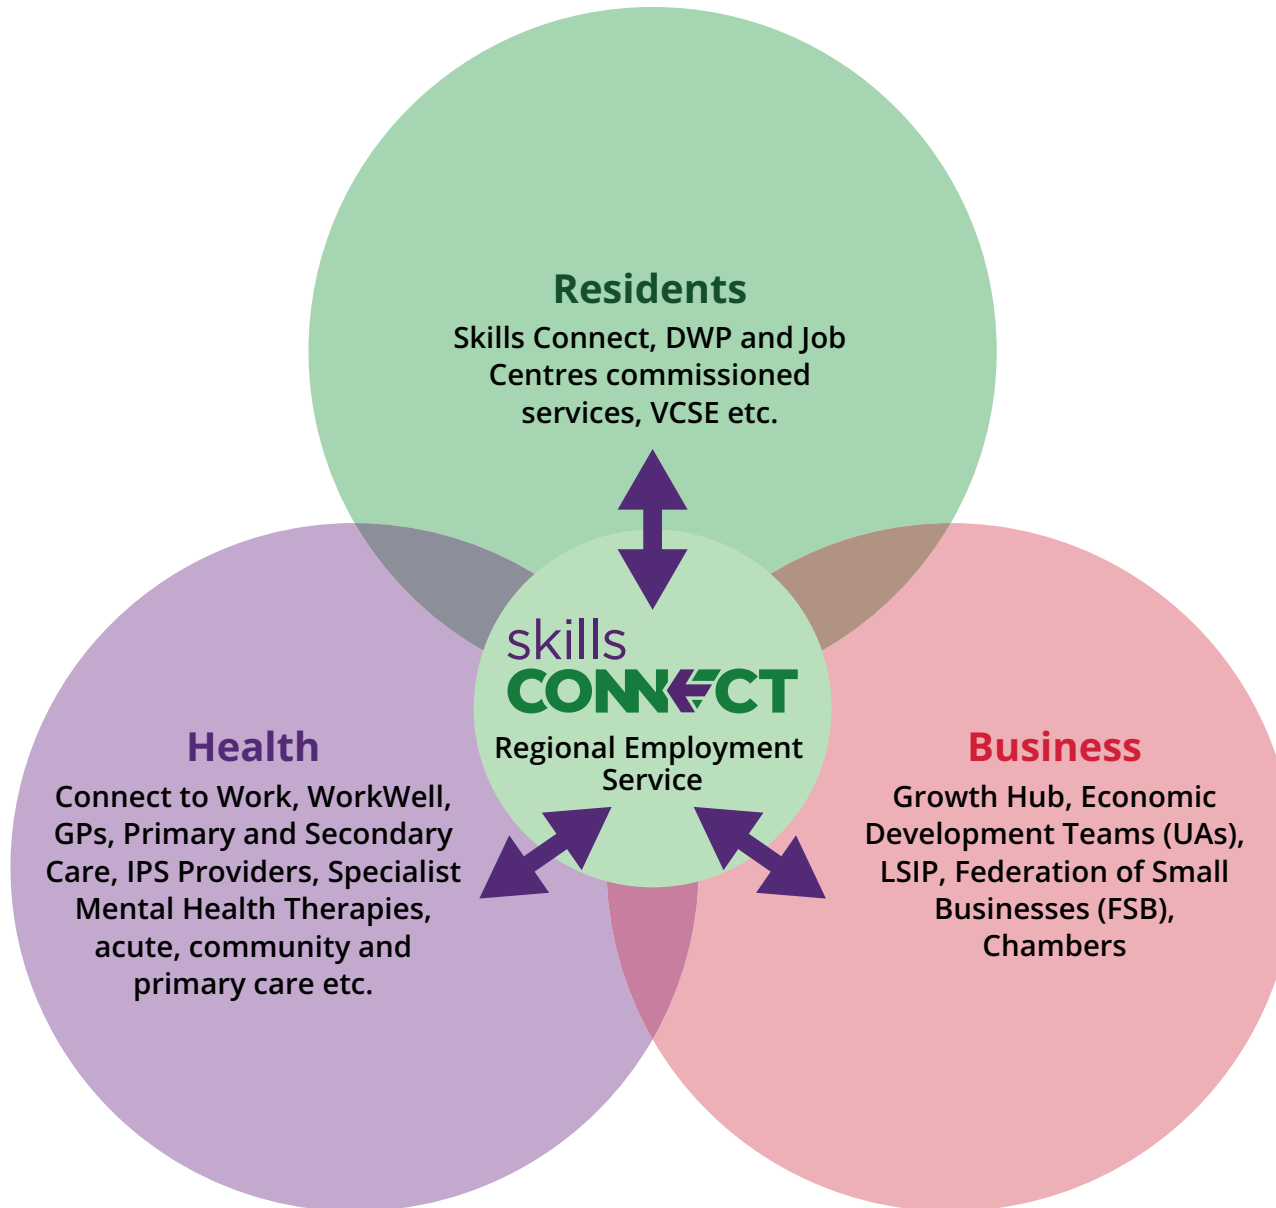 Residents
Skills Connect, DWP and Job
Centres commissioned
services, VCSE etc.
skills
CONNECT
Regional Employment
Service
Health
Connect to Work, WorkWell,
GPs, Primary and Secondary
Care, IPS Providers, Specialist
Mental Health Therapies,
acute, community and
primary care etc.
Business
Growth Hub, Economic
Development Teams (UAs),
LSIP, Federation of Small
Businesses (FSB),
Chambers